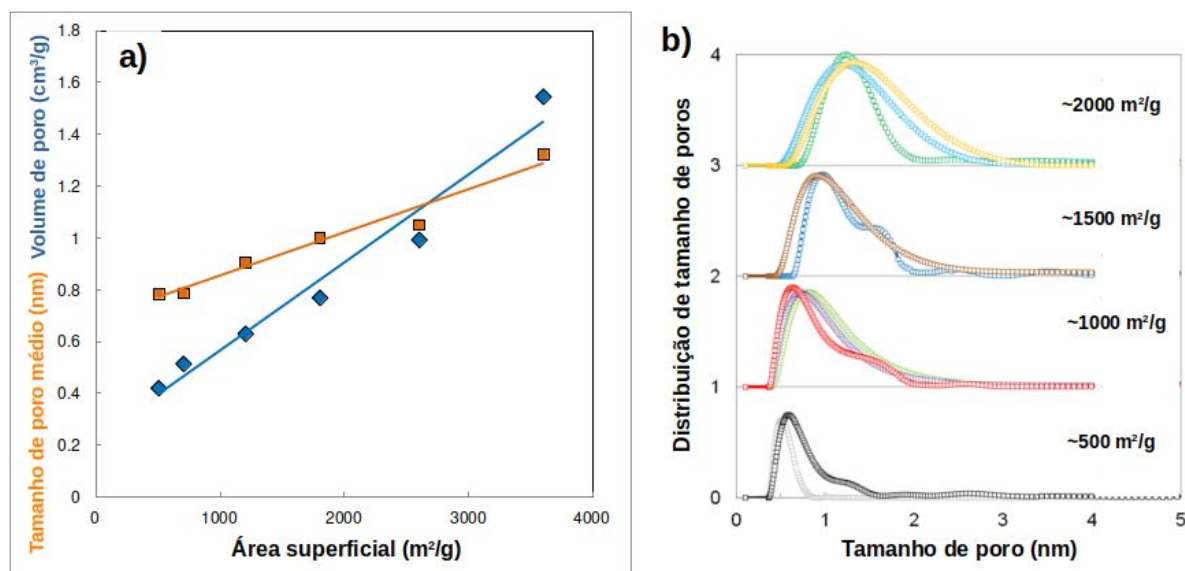 a)
Volume de poro (cm³/g)
Tamanho de poro médio (nm)
1.8
1.6
1.4
1.2
1
0.8
0.6
0.4
0.2
0
0
1000
2000
3000
4000
Área superficial (m²/g)
b)
Distribuição de tamanho de poros
4
3
2
1
0
~2000 m²/g
~1500 m²/g
~1000 m²/g
~500 m²/g
0
1
2
3
4
5
Tamanho de poro (nm)